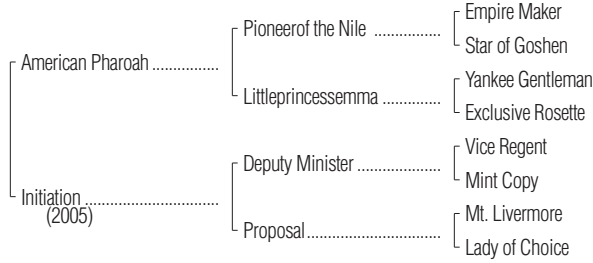 Empire Maker
Pioneerof the Nile ................
Star of Goshen
American Pharoah ................
Yankee Gentleman
Littleprincessemma ..............
Exclusive Rosette
Vice Regent
Deputy Minister ....................
Mint Copy
Initiation ................................
(2005)
Mt. Livermore
Proposal................................
Lady of Choice